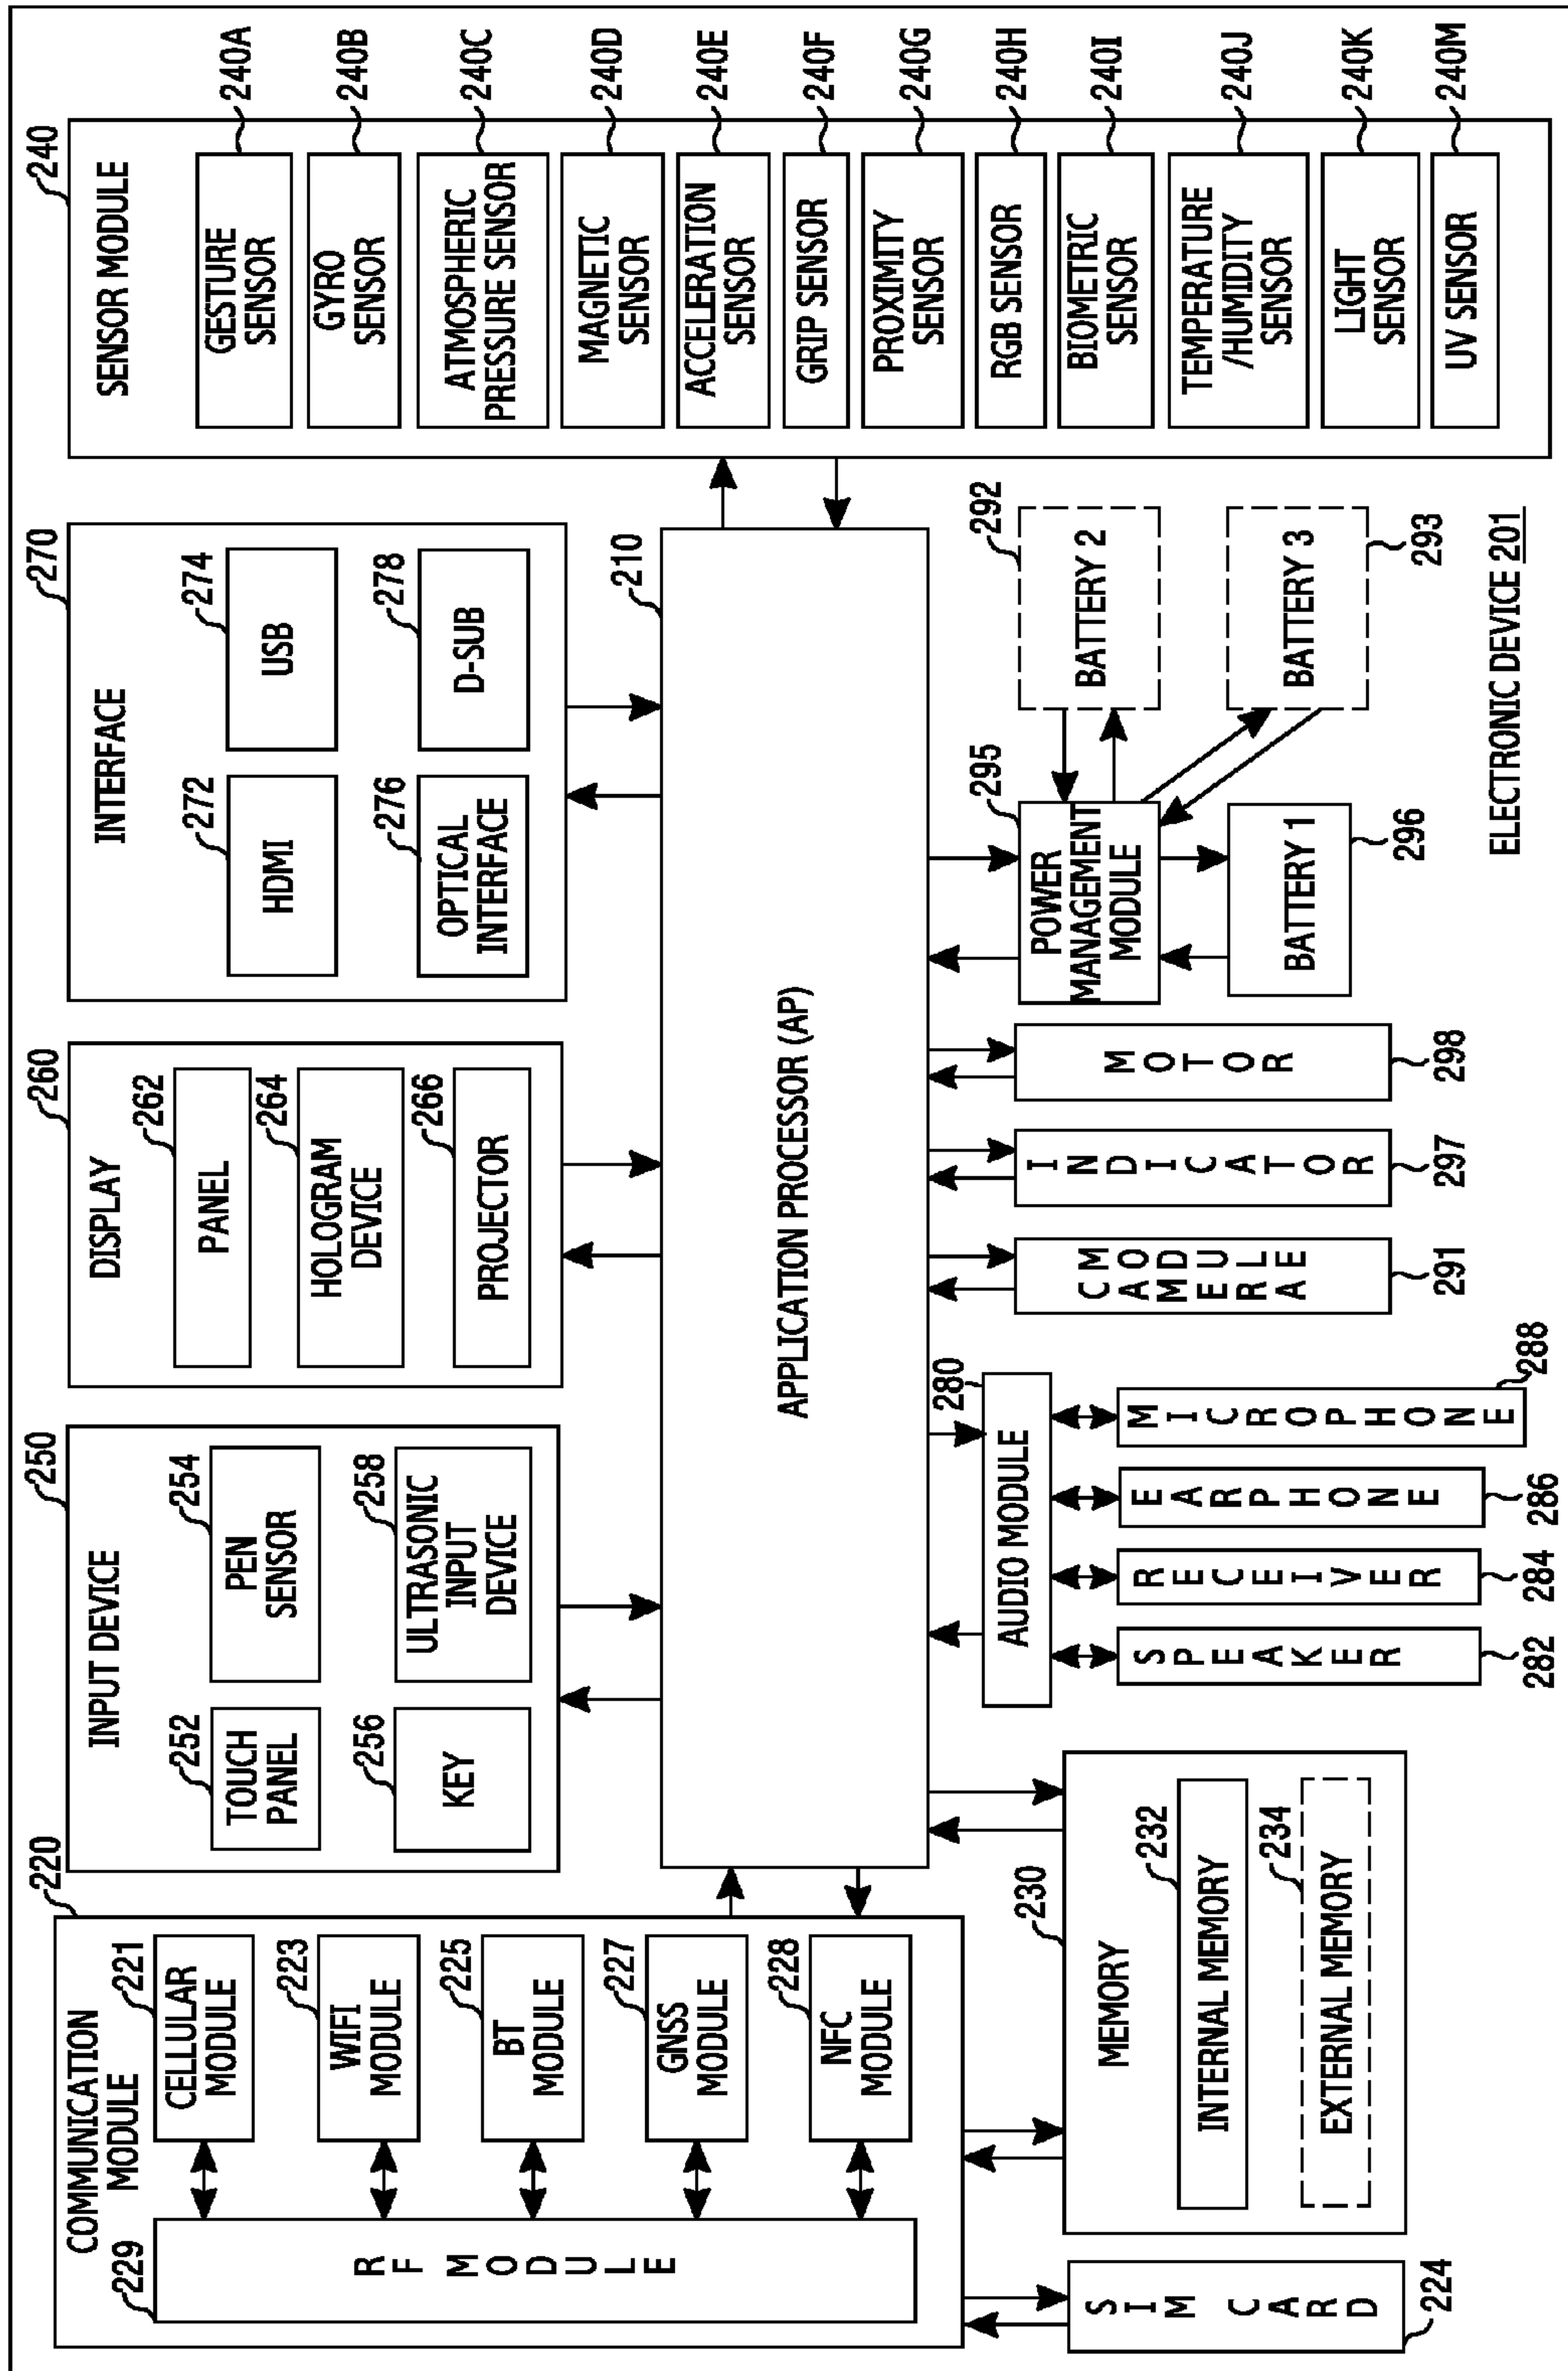 COMMUNICATION
MODULE
220
229
RF MODULE
221
CELLULAR
MODULE
223
WIFI
MODULE
225
BT
MODULE
227
GNSS
MODULE
228
NFC
MODULE
250
INPUT DEVICE
252
TOUCH
PANEL
254
PEN
SENSOR
256
KEY
258
ULTRASONIC
INPUT
DEVICE
260
DISPLAY
262
PANEL
264
HOLOGRAM
DEVICE
266
PROJECTOR
270
INTERFACE
272
HDMI
274
USB
276
OPTICAL
INTERFACE
278
D-SUB
240
SENSOR MODULE
GESTURE
SENSOR
240A
GYRO
SENSOR
240B
ATMOSPHERIC
PRESSURE SENSOR
240C
MAGNETIC
SENSOR
240D
ACCELERATION
SENSOR
240E
GRIP SENSOR
240F
PROXIMITY
SENSOR
240G
RGB SENSOR
240H
BIOMETRIC
SENSOR
240I
TEMPERATURE
/HUMIDITY
SENSOR
240J
LIGHT
SENSOR
240K
UV SENSOR
240M
210
APPLICATION PROCESSOR (AP)
SIM CARD
224
230
MEMORY
232
INTERNAL MEMORY
234
EXTERNAL MEMORY
280
AUDIO MODULE
SPEAKER
282
RECEIVER
284
EARPHONE
286
MICROPHONE
288
CAMERA
MODULE
291
INDICATOR
297
MOTOR
298
295
POWER
MANAGEMENT
MODULE
BATTERY 1
296
292
BATTERY 2
BATTERY 3
293
ELECTRONIC DEVICE 201